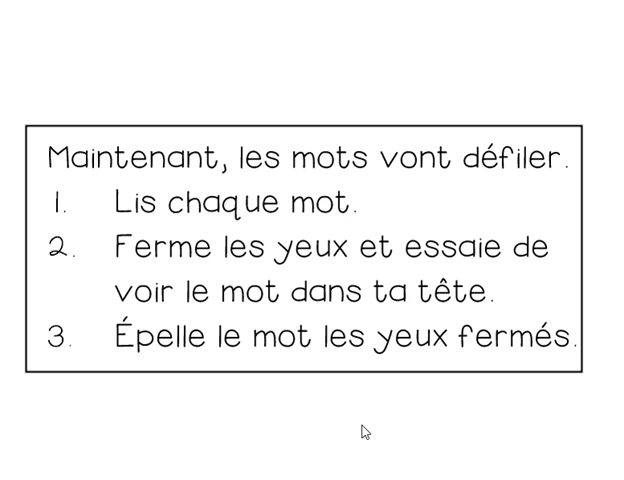 Maintenant, les mots vont défiler.
1. Lis chaque mot.
2. Ferme les yeux et essaie de
voir le mot dans ta tête.
3. Épelle le mot les yeux fermés.